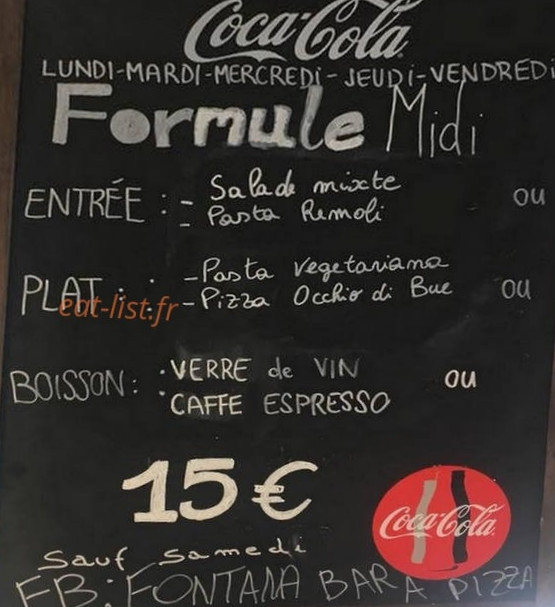 Coca-Cola
LUNDI-MARDI-MERCREDi-JEUDi-VENDREDi
Formule Midi
ENTRÉE : - Salade mixte ou
- Pasta Remoli
PLAT : - Pasta vegetariana
- Pizza Occhio di Bue ou
eat-list.fr
BOISSON: · VERRE de VIN ou
· CAFFE ESPRESSO
15€
Coca-Cola
Sauf samedi
FB: FONTANA BAR A PIZZA